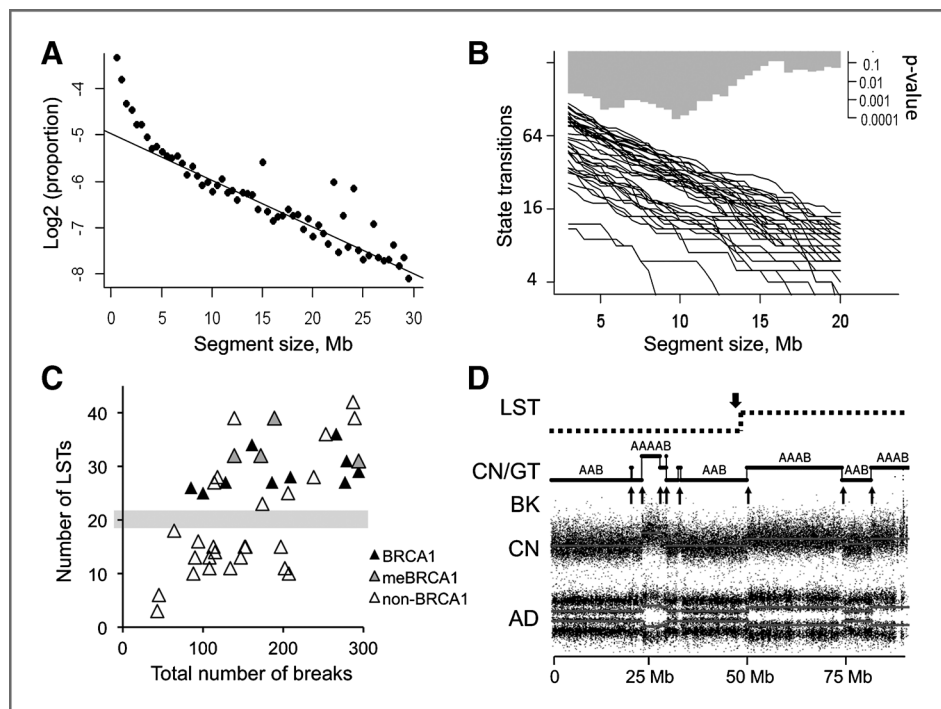 A
Log2 (proportion)
-4
-5
-6
-7
-8
0 5 10 15 20 25 30
Segment size, Mb
B
State transitions
64
16
4
0.1
0.01
0.001
0.0001
p-value
5 10 15 20
Segment size, Mb
C
Number of LSTs
40
30
20
10
0
0 100 200 300
Total number of breaks
BRCA1
meBRCA1
non-BRCA1
D
LST
CN/GT
AAB AAAAB AAB AAAB AAB AAAB
BK
CN
AD
0 25 Mb 50 Mb 75 Mb